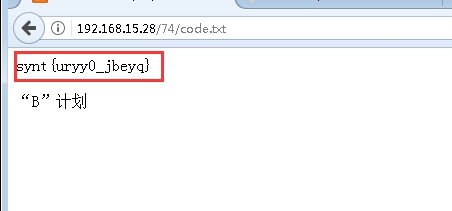 192.168.15.28/74/code.txt
synt{uryy0_jbeyq}
“B”计划